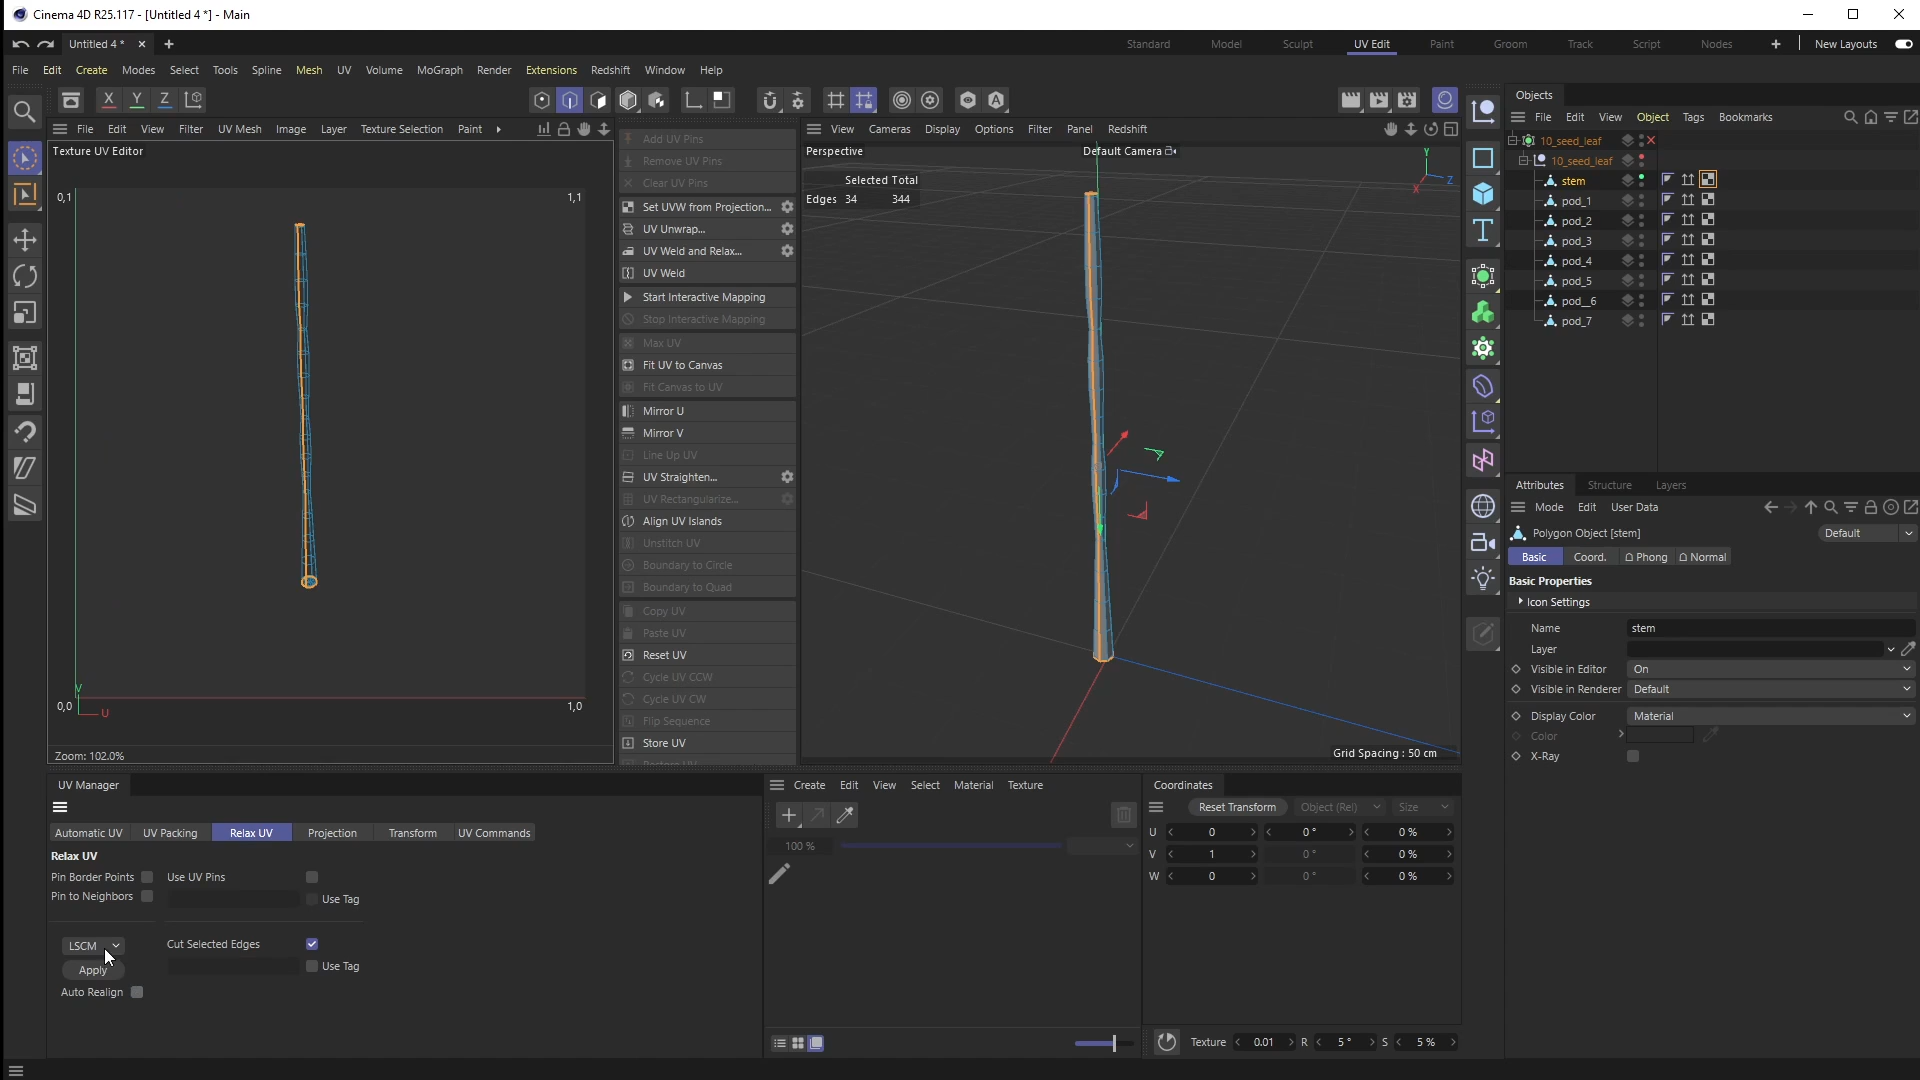 Cinema 4D R25.117 - [Untitled 4 *] - Main
Untitled 4 *
Standard Model Sculpt UV Edit Paint Groom Track Script Nodes New Layouts
File Edit Create Modes Select Tools Spline Mesh UV Volume MoGraph Render Extensions Redshift Window Help
X Y Z
File Edit View Filter UV Mesh Image Layer Texture Selection Paint
Texture UV Editor
0,1
1,1
0,0
1,0
V
U
Zoom: 102.0%
Add UV Pins
Remove UV Pins
Clear UV Pins
Set UVW from Projection...
UV Unwrap...
UV Weld and Relax...
UV Weld
Start Interactive Mapping
Stop Interactive Mapping
Max UV
Fit UV to Canvas
Fit Canvas to UV
Mirror U
Mirror V
Line Up UV
UV Straighten...
UV Rectangularize...
Align UV Islands
Unstitch UV
Boundary to Circle
Boundary to Quad
Copy UV
Paste UV
Reset UV
Cycle UV CCW
Cycle UV CW
Flip Sequence
Store UV
View Cameras Display Options Filter Panel Redshift
Perspective
Default Camera
Selected Total
Edges 34 344
Y
Z
X
Grid Spacing : 50 cm
Objects
File Edit View Object Tags Bookmarks
10_seed_leaf
10_seed_leaf
stem
pod_1
pod_2
pod_3
pod_4
pod_5
pod_6
pod_7
Attributes Structure Layers
Mode Edit User Data
Polygon Object [stem]
Default
Basic Coord. Phong Normal
Basic Properties
Icon Settings
Name stem
Layer
Visible in Editor On
Visible in Renderer Default
Display Color Material
Color
X-Ray
UV Manager
Automatic UV UV Packing Relax UV Projection Transform UV Commands
Relax UV
Pin Border Points Use UV Pins
Pin to Neighbors Use Tag
LSCM Cut Selected Edges
Apply Use Tag
Auto Realign
Create Edit View Select Material Texture
100 %
Coordinates
Reset Transform Object (Rel) Size
U 0 0 ° 0 %
V 1 0 ° 0 %
W 0 0 ° 0 %
Texture 0.01 R 5 ° S 5 %